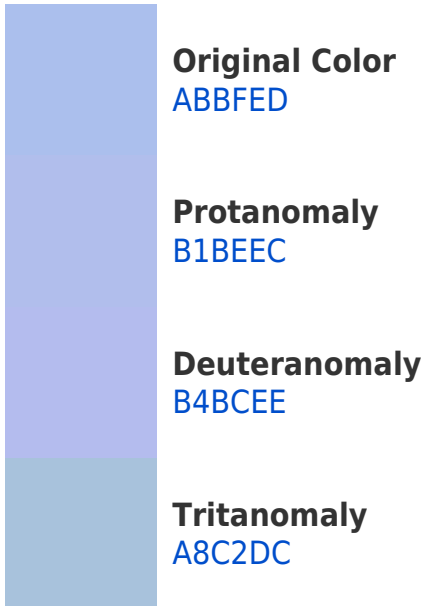 Original Color
ABBFED
Protanomaly
B1BEEC
Deuteranomaly
B4BCEE
Tritanomaly
A8C2DC